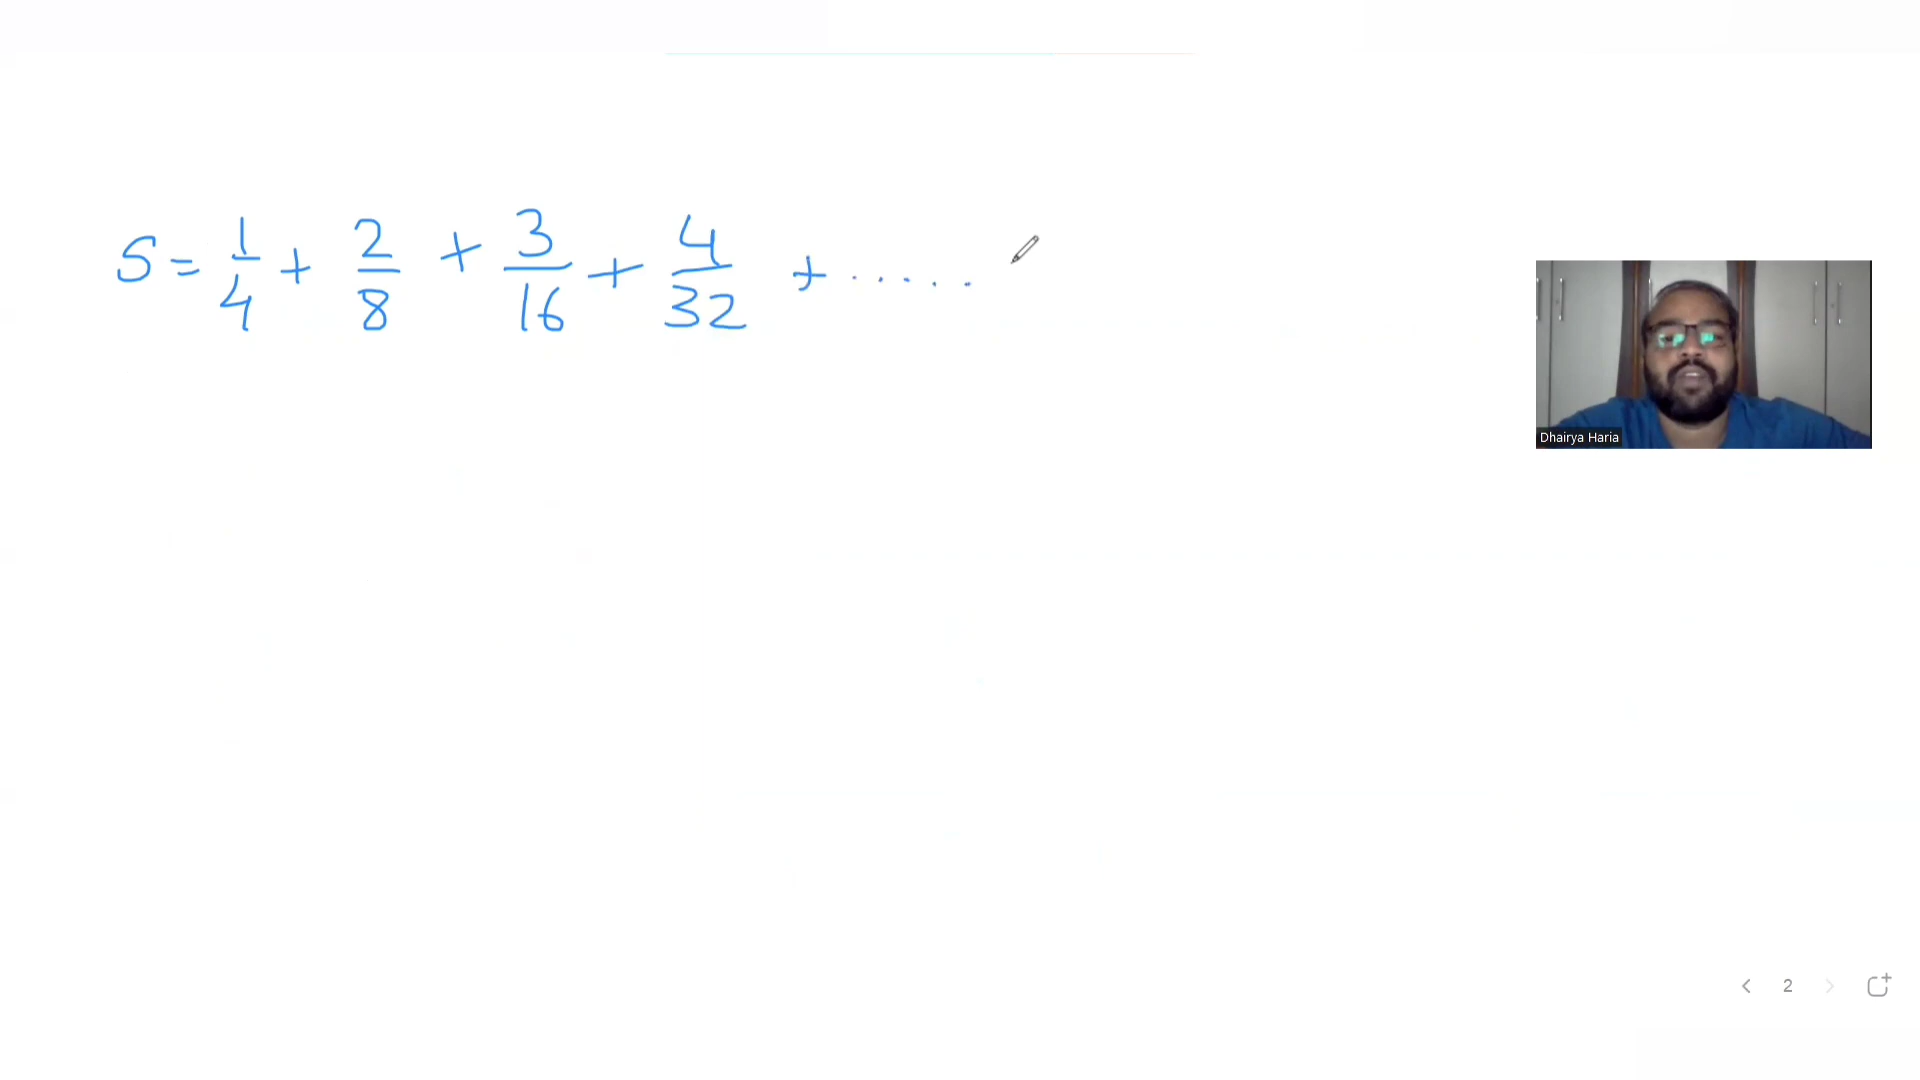 S = 1/4 + 2/8 + 3/16 + 4/32 + .....
Dhairya Haria
2